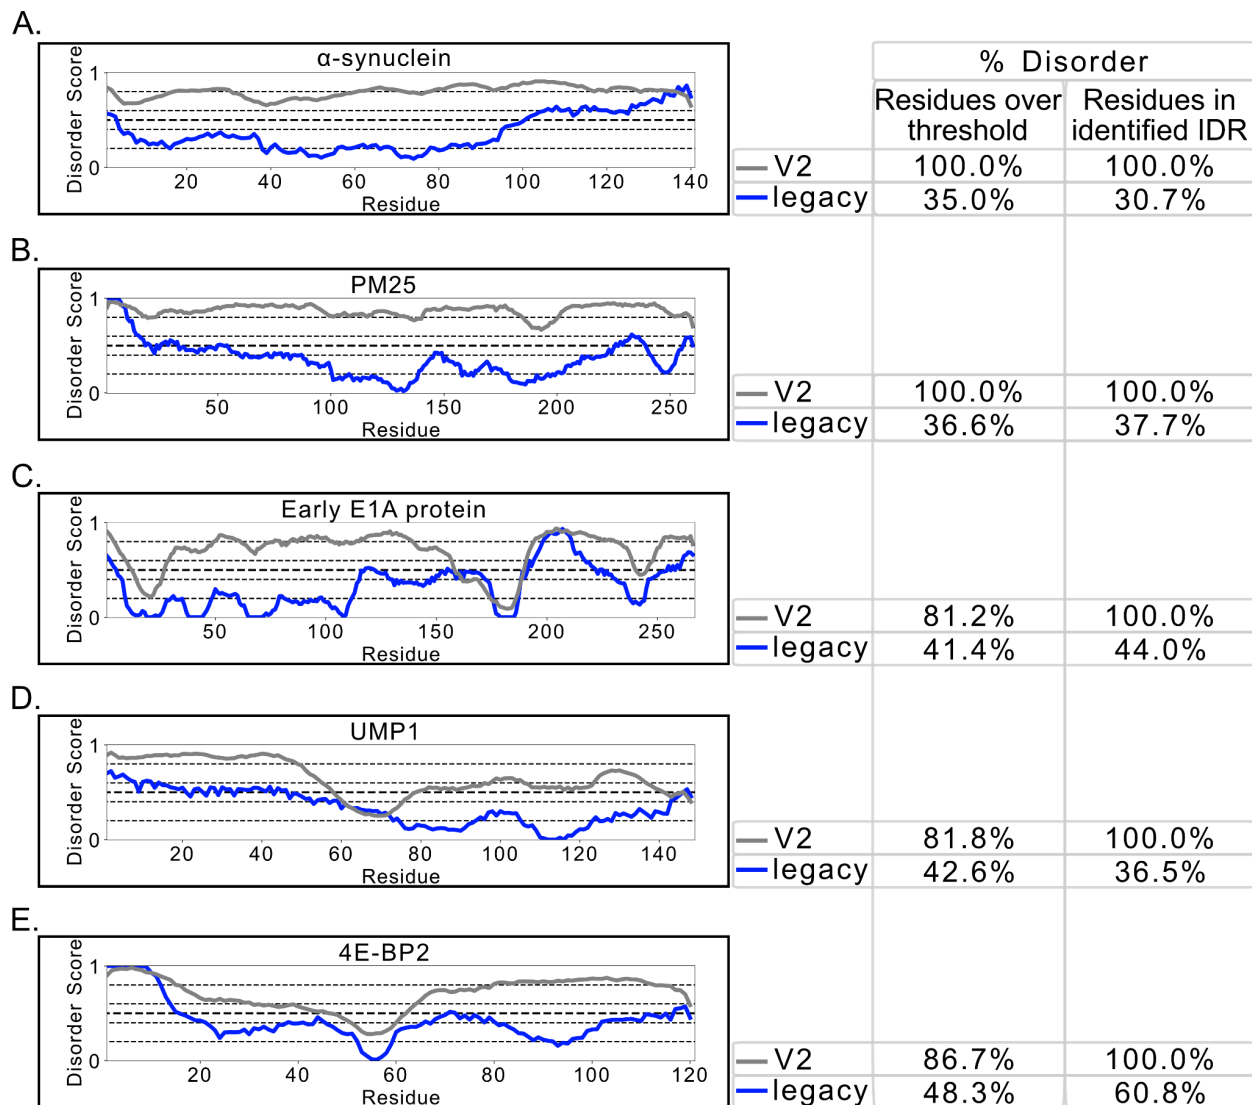 A.
α-synuclein
Disorder Score
1
0
20 40 60 80 100 120 140
Residue
% Disorder
Residues over threshold
Residues in identified IDR
V2 100.0% 100.0%
legacy 35.0% 30.7%
B.
PM25
Disorder Score
1
0
50 100 150 200 250
Residue
V2 100.0% 100.0%
legacy 36.6% 37.7%
C.
Early E1A protein
Disorder Score
1
0
50 100 150 200 250
Residue
V2 81.2% 100.0%
legacy 41.4% 44.0%
D.
UMP1
Disorder Score
1
0
20 40 60 80 100 120 140
Residue
V2 81.8% 100.0%
legacy 42.6% 36.5%
E.
4E-BP2
Disorder Score
1
0
20 40 60 80 100 120
Residue
V2 86.7% 100.0%
legacy 48.3% 60.8%